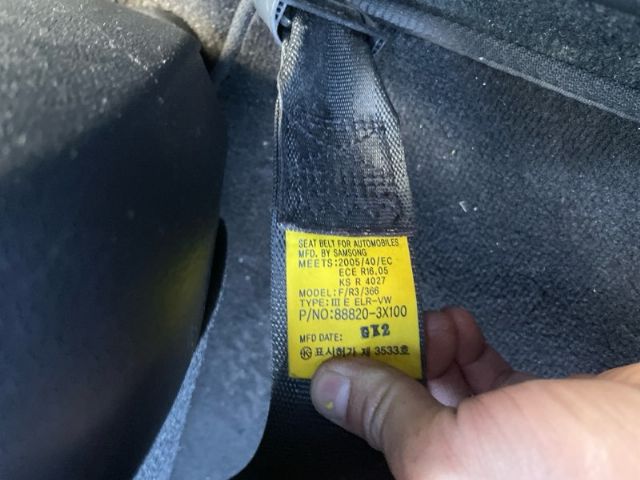 SEAT BELT FOR AUTOMOBILES
MFD. BY SAMSONG
MEETS:2005/40/EC
ECE R16.05
KS R 4027
MODEL:F/R3/366
TYPE:III E ELR-VW
P/NO:88820-3X100
MFD DATE: GK2
Ⓚ 표시허가 제 3533호